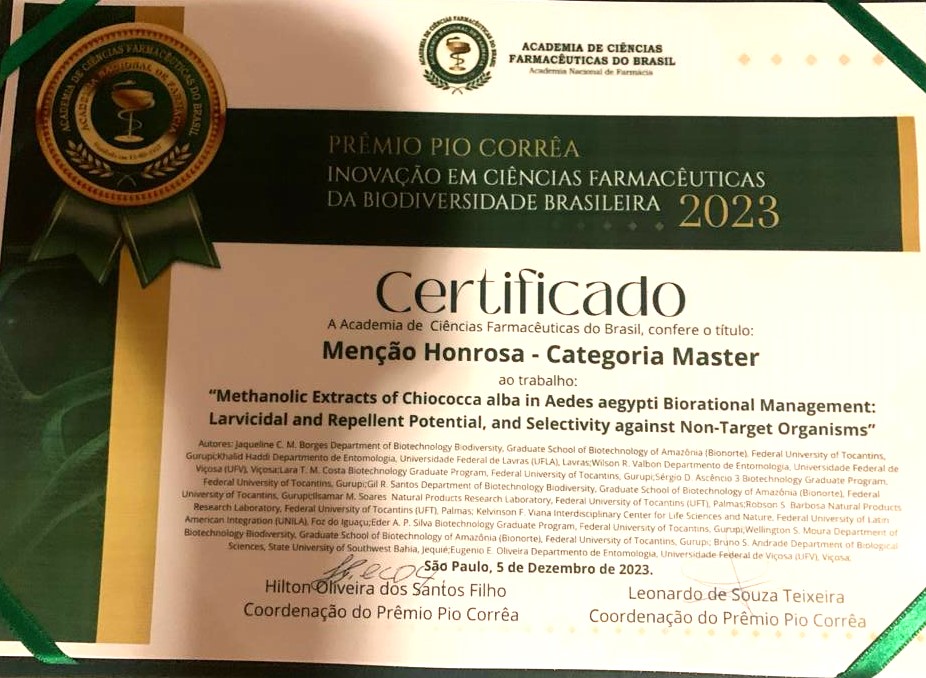 ACADEMIA DE CIÊNCIAS FARMACÊUTICAS DO BRASIL
ACADEMIA NACIONAL DE FARMÁCIA
ACADEMIA DE CIÊNCIAS
FARMACÊUTICAS DO BRASIL
Academia Nacional de Farmácia
PRÊMIO PIO CORRÊA
INOVAÇÃO EM CIÊNCIAS FARMACÊUTICAS
DA BIODIVERSIDADE BRASILEIRA 2023
Certificado
A Academia de Ciências Farmacêuticas do Brasil, confere o título:
Menção Honrosa - Categoria Master
ao trabalho:
“Methanolic Extracts of Chiococca alba in Aedes aegypti Biorational Management:
Larvicidal and Repellent Potential, and Selectivity against Non-Target Organisms”
Autores: Jaqueline C. M. Borges Department of Biotechnology Biodiversity, Graduate School of Biotechnology of Amazônia (Bionorte), Federal University of Tocantins,
Gurupi;Khalid Haddi Departamento de Entomologia, Universidade Federal de Lavras (UFLA), Lavras;Wilson R. Valbon Departamento de Entomologia, Universidade Federal de
Viçosa (UFV), Viçosa;Lara T. M. Costa Biotechnology Graduate Program, Federal University of Tocantins, Gurupi;Sérgio D. Ascêncio 3 Biotechnology Graduate Program,
Federal University of Tocantins, Gurupi;Gil R. Santos Department of Biotechnology Biodiversity, Graduate School of Biotechnology of Amazônia (Bionorte), Federal
University of Tocantins, Gurupi;Ilsamar M. Soares Natural Products Research Laboratory, Federal University of Tocantins (UFT), Palmas;Robson S. Barbosa Natural Products
Research Laboratory, Federal University of Tocantins (UFT), Palmas; Kelvinson F. Viana Interdisciplinary Center for Life Sciences and Nature, Federal University of Latin
American Integration (UNILA), Foz do Iguaçu;Eder A. P. Silva Biotechnology Graduate Program, Federal University of Tocantins, Gurupi;Wellington S. Moura Department of
Biotechnology Biodiversity, Graduate School of Biotechnology of Amazônia (Bionorte), Federal University of Tocantins, Gurupi; Bruno S. Andrade Department of Biological
Sciences, State University of Southwest Bahia, Jequié;Eugenio E. Oliveira Departamento de Entomologia, Universidade Federal de Viçosa (UFV), Viçosa.
São Paulo, 5 de Dezembro de 2023.
Hilton Oliveira dos Santos Filho
Coordenação do Prêmio Pio Corrêa
Leonardo de Souza Teixeira
Coordenação do Prêmio Pio Corrêa